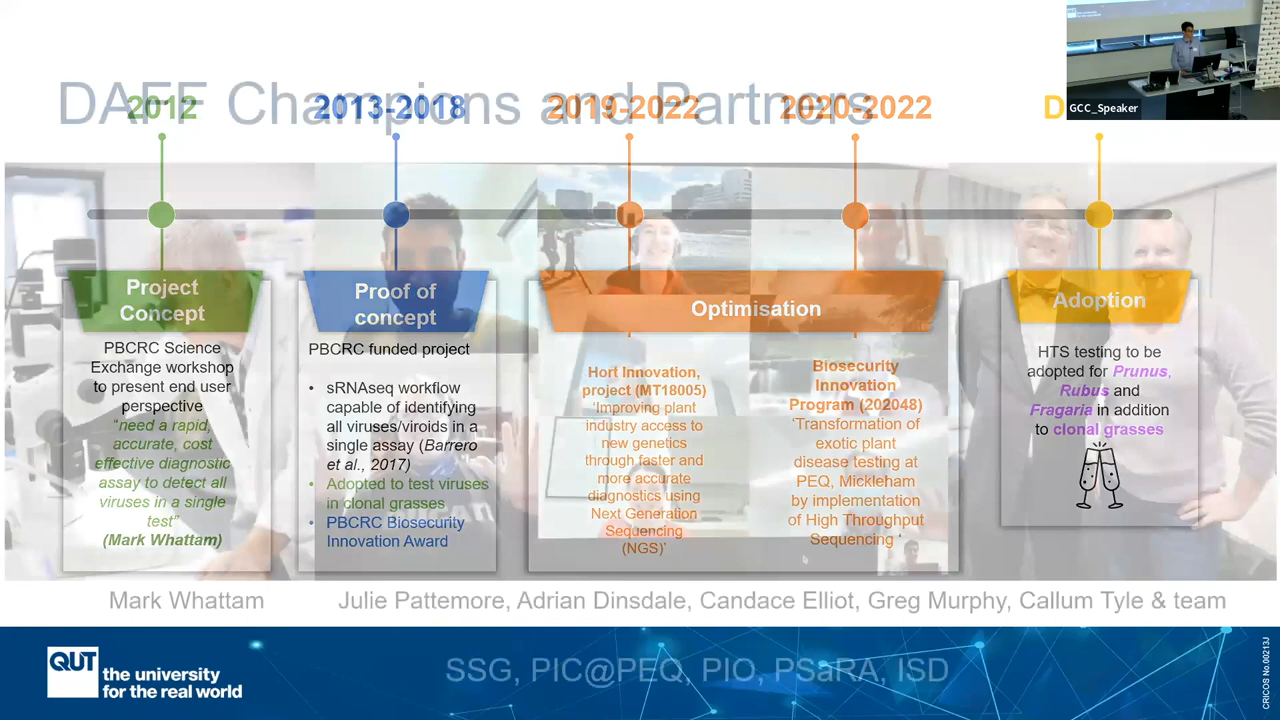 DAFF Champions and Partners
2012
2013-2018
2019-2022
2020-2022
D
GCC_Speaker
Project
Concept
PBCRC Science
Exchange workshop
to present end user
perspective
"need a rapid,
accurate, cost
effective diagnostic
assay to detect all
viruses in a single
test"
(Mark Whattam)
Proof of
concept
PBCRC funded project
• sRNAseq workflow
capable of identifying
all viruses/viroids in a
single assay (Barrero
et al., 2017)
• Adopted to test viruses
in clonal grasses
• PBCRC Biosecurity
Innovation Award
Optimisation
Hort Innovation,
project (MT18005)
'Improving plant
industry access to
new genetics
through faster and
more accurate
diagnostics using
Next Generation
Sequencing
(NGS)'
Biosecurity
Innovation
Program (202048)
'Transformation of
exotic plant
disease testing at
PEQ, Mickleham
by implementation
of High Throughput
Sequencing '
Adoption
HTS testing to be
adopted for Prunus,
Rubus and
Fragaria in addition
to clonal grasses
Mark Whattam
Julie Pattemore, Adrian Dinsdale, Candace Elliot, Greg Murphy, Callum Tyle & team
QUT
the university
for the real world
SSG, PIC@PEQ, PIO, PSaRA, ISD
CRICOS No.00213J